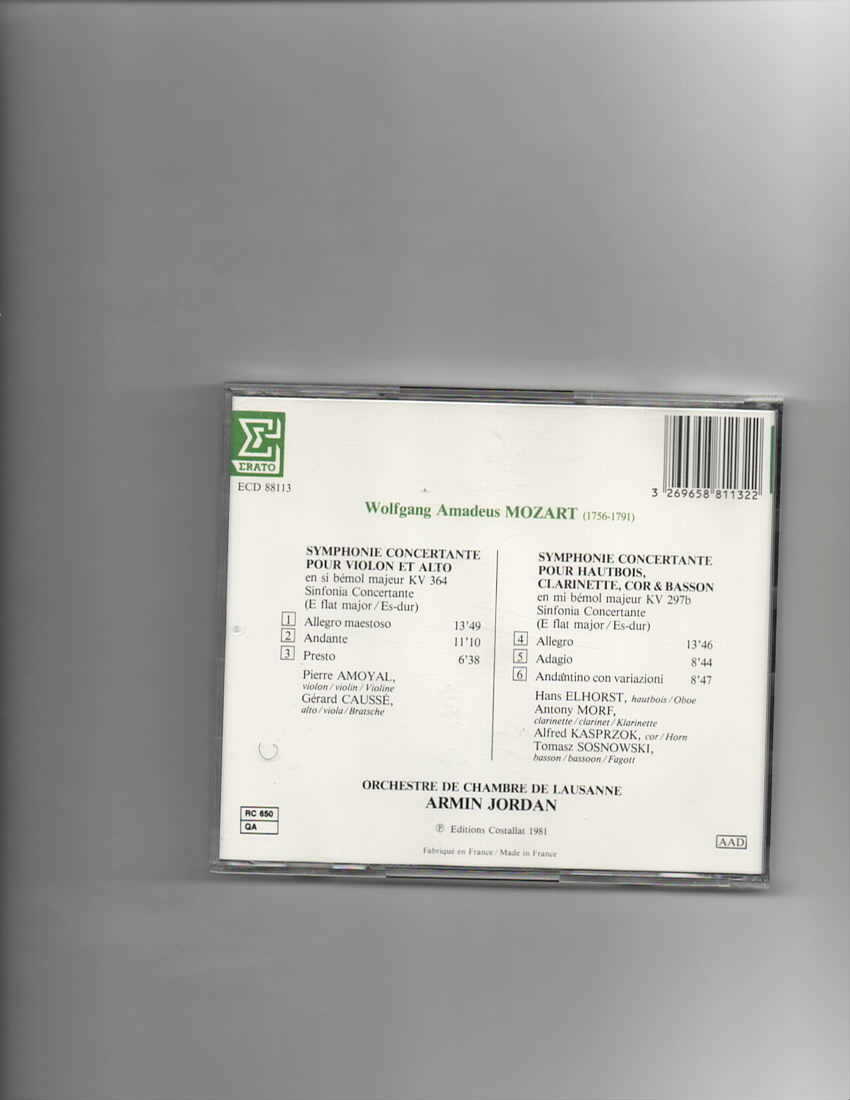 ERATO
ECD 88113
3 269658 811322
Wolfgang Amadeus MOZART (1756-1791)
SYMPHONIE CONCERTANTE
POUR VIOLON ET ALTO
en si bémol majeur KV 364
Sinfonia Concertante
(E flat major/Es-dur)
1 Allegro maestoso 13'49
2 Andante 11'10
3 Presto 6'38
Pierre AMOYAL,
violon/violin/Violine
Gérard CAUSSÉ,
alto/viola/Bratsche
SYMPHONIE CONCERTANTE
POUR HAUTBOIS,
CLARINETTE, COR & BASSON
en mi bémol majeur KV 297b
Sinfonia Concertante
(E flat major/Es-dur)
4 Allegro 13'46
5 Adagio 8'44
6 Andantino con variazioni 8'47
Hans ELHORST, hautbois/Oboe
Antony MORF,
clarinette/clarinet/Klarinette
Alfred KASPRZOK, cor/Horn
Tomasz SOSNOWSKI,
basson/bassoon/Fagott
ORCHESTRE DE CHAMBRE DE LAUSANNE
ARMIN JORDAN
RC 650
QA
℗ Editions Costallat 1981
AAD
Fabriqué en France/Made in France